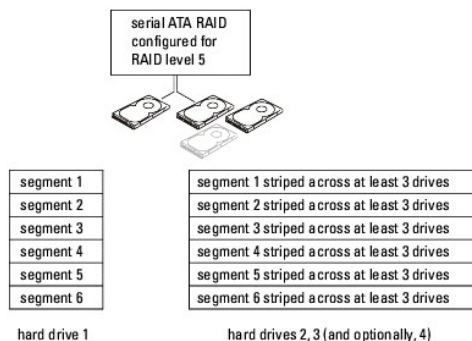 serial ATA RAID
configured for
RAID level 5
segment 1
segment 2
segment 3
segment 4
segment 5
segment 6
hard drive 1
segment 1 striped across at least 3 drives
segment 2 striped across at least 3 drives
segment 3 striped across at least 3 drives
segment 4 striped across at least 3 drives
segment 5 striped across at least 3 drives
segment 6 striped across at least 3 drives
hard drives 2, 3 (and optionally, 4)